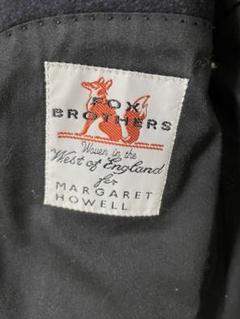 FOX
BROTHERS
Woven in the
West of England
for
MARGARET
HOWELL